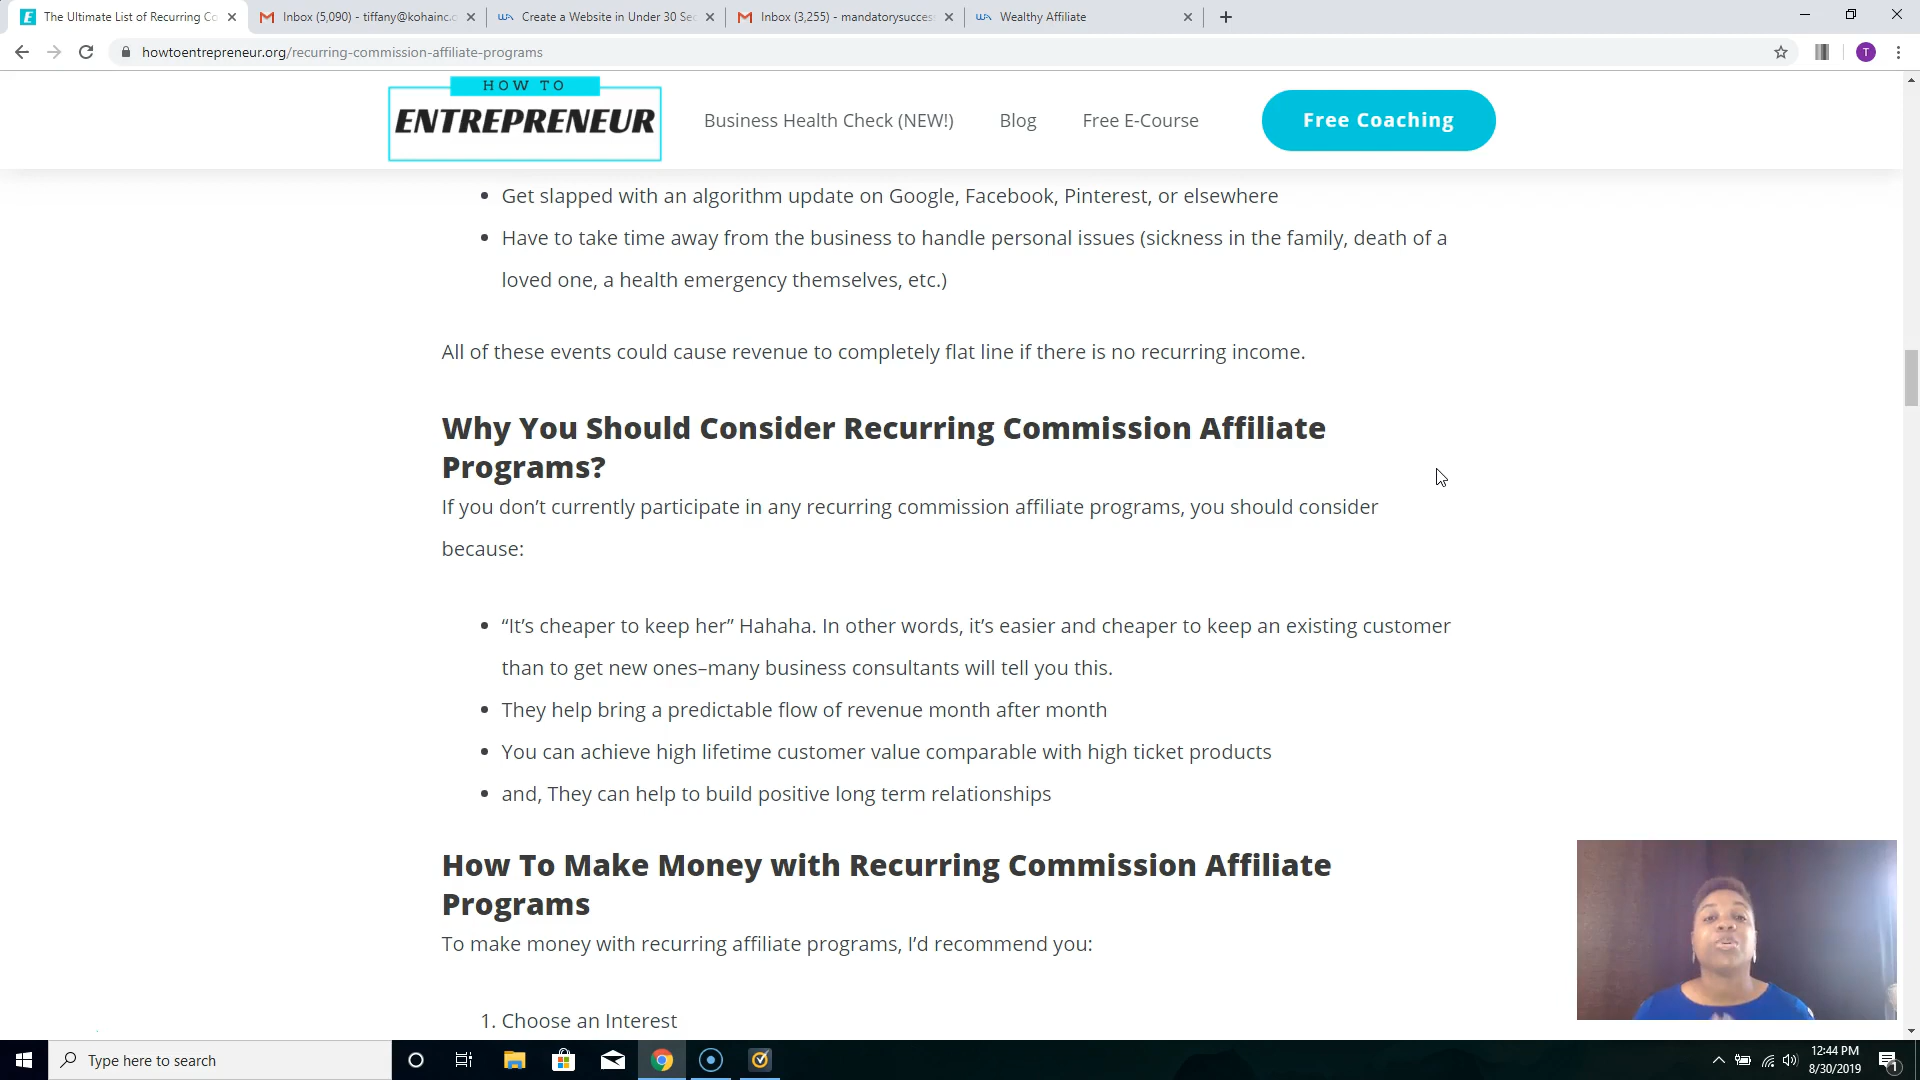 The Ultimate List of Recurring Co
Inbox (5,090) - tiffany@kohainc.c
Create a Website in Under 30 Sec
Inbox (3,255) - mandatorysuccess
Wealthy Affiliate
howtoentrepreneur.org/recurring-commission-affiliate-programs
T
HOW TO
ENTREPRENEUR
Business Health Check (NEW!)
Blog
Free E-Course
Free Coaching
• Get slapped with an algorithm update on Google, Facebook, Pinterest, or elsewhere
• Have to take time away from the business to handle personal issues (sickness in the family, death of a
loved one, a health emergency themselves, etc.)
All of these events could cause revenue to completely flat line if there is no recurring income.
Why You Should Consider Recurring Commission Affiliate
Programs?
If you don’t currently participate in any recurring commission affiliate programs, you should consider
because:
• “It’s cheaper to keep her” Hahaha. In other words, it’s easier and cheaper to keep an existing customer
than to get new ones–many business consultants will tell you this.
• They help bring a predictable flow of revenue month after month
• You can achieve high lifetime customer value comparable with high ticket products
• and, They can help to build positive long term relationships
How To Make Money with Recurring Commission Affiliate
Programs
To make money with recurring affiliate programs, I’d recommend you:
1. Choose an Interest
Type here to search
12:44 PM
8/30/2019
1